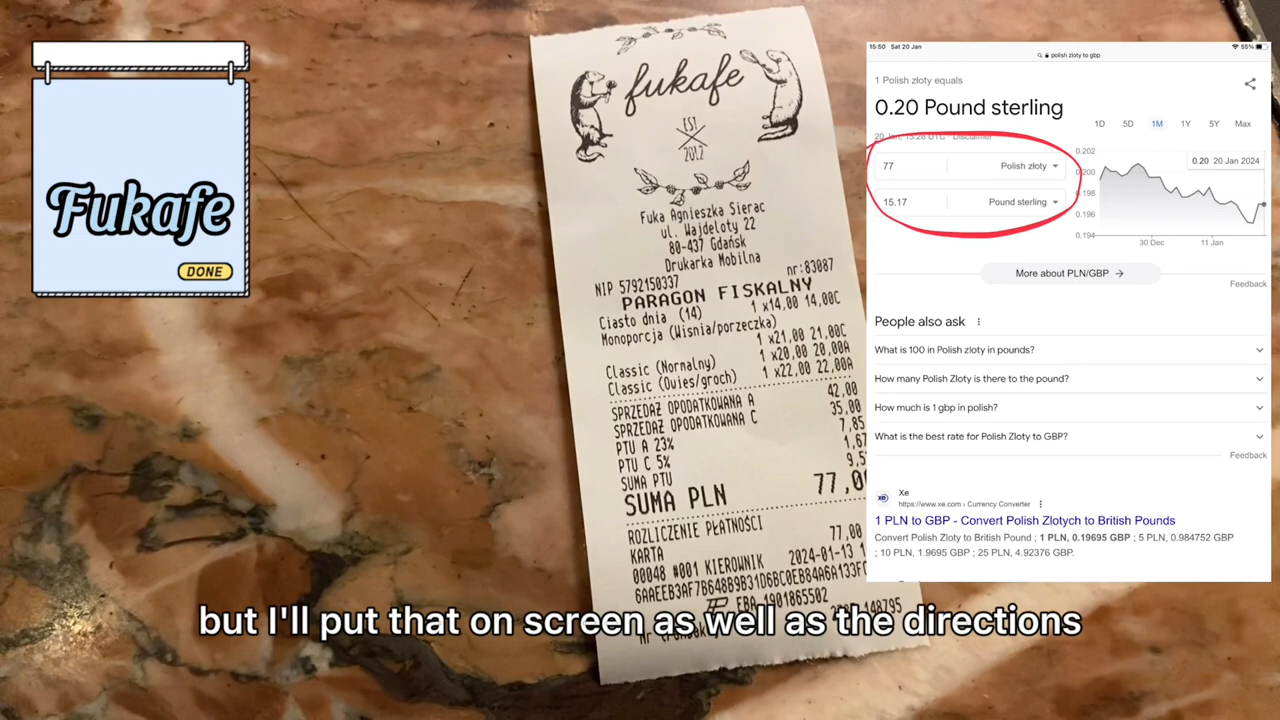 Fukafe
DONE
fukafe
EST
2012
Fuka Agnieszka Sierac
ul. Wajdeloty 22
80-437 Gdańsk
Drukarka Mobilna
NIP 5792150337
nr:83087
PARAGON FISKALNY
Ciasto dnia (14)
1 x14,00 14,00C
Monoporcja (Wisnia/porzeczka)
1 x21,00 21,00C
Classic (Normalny)
1 x20,00 20,00A
Classic (Owies/groch)
1 x22,00 22,00A
SPRZEDAŻ OPODATKOWANA A
42,00
SPRZEDAŻ OPODATKOWANA C
35,00
PTU A 23%
7,85
PTU C 5%
1,67
SUMA PTU
9,5
SUMA PLN
77,0
ROZLICZENIE PŁATNOŚCI
KARTA
77,00
00048 #001 KIEROWNIK
2024-01-13 1
EBA 1901865502
15:50 Sat 20 Jan
55%
polish zloty to gbp
1 Polish złoty equals
0.20 Pound sterling
20 Jan, 15:28 UTC · Disclaimer
77 Polish złoty
15.17 Pound sterling
1D 5D 1M 1Y 5Y Max
0.202
0.200
0.198
0.196
0.194
0.20 20 Jan 2024
30 Dec 11 Jan
More about PLN/GBP →
Feedback
People also ask
What is 100 in Polish zloty in pounds?
How many Polish Zloty is there to the pound?
How much is 1 gbp in polish?
What is the best rate for Polish Zloty to GBP?
Feedback
xe
Xe
https://www.xe.com › Currency Converter
1 PLN to GBP - Convert Polish Zlotych to British Pounds
Convert Polish Zloty to British Pound ; 1 PLN, 0.19695 GBP ; 5 PLN, 0.984752 GBP
; 10 PLN, 1.9695 GBP ; 25 PLN, 4.92376 GBP.
but I'll put that on screen as well as the directions